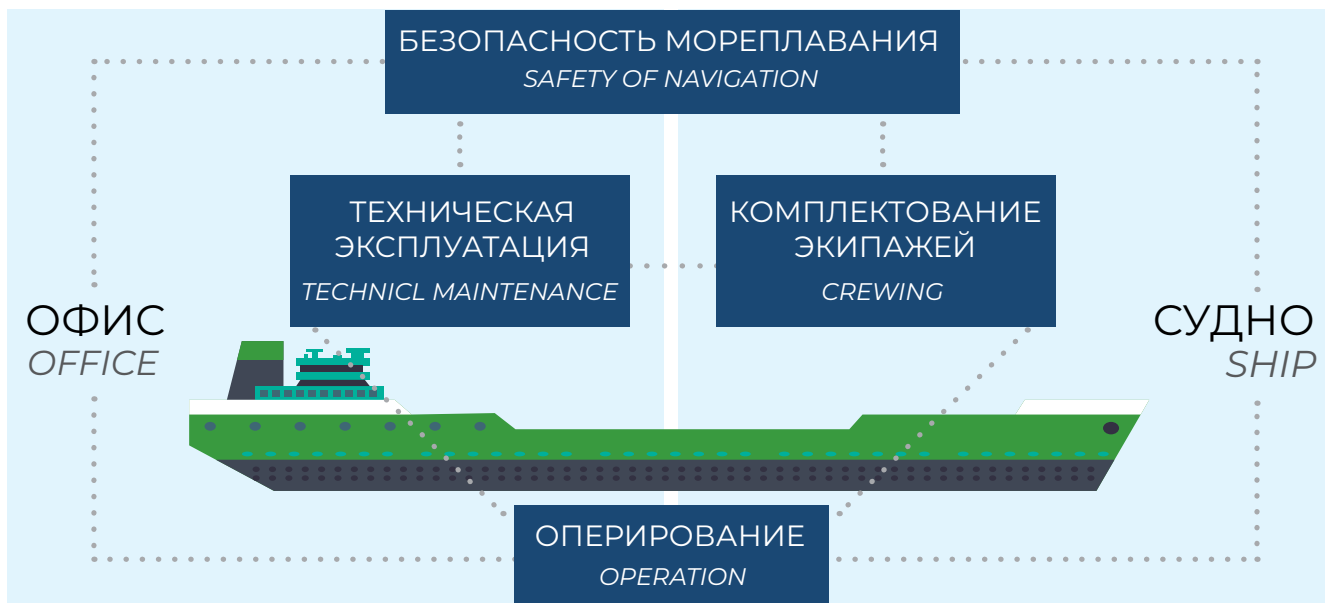 БЕЗОПАСНОСТЬ МОРЕПЛАВАНИЯ
SAFETY OF NAVIGATION
ТЕХНИЧЕСКАЯ
ЭКСПЛУАТАЦИЯ
TECHNICL MAINTENANCE
КОМПЛЕКТОВАНИЕ
ЭКИПАЖЕЙ
CREWING
ОФИС
OFFICE
СУДНО
SHIP
ОПЕРИРОВАНИЕ
OPERATION